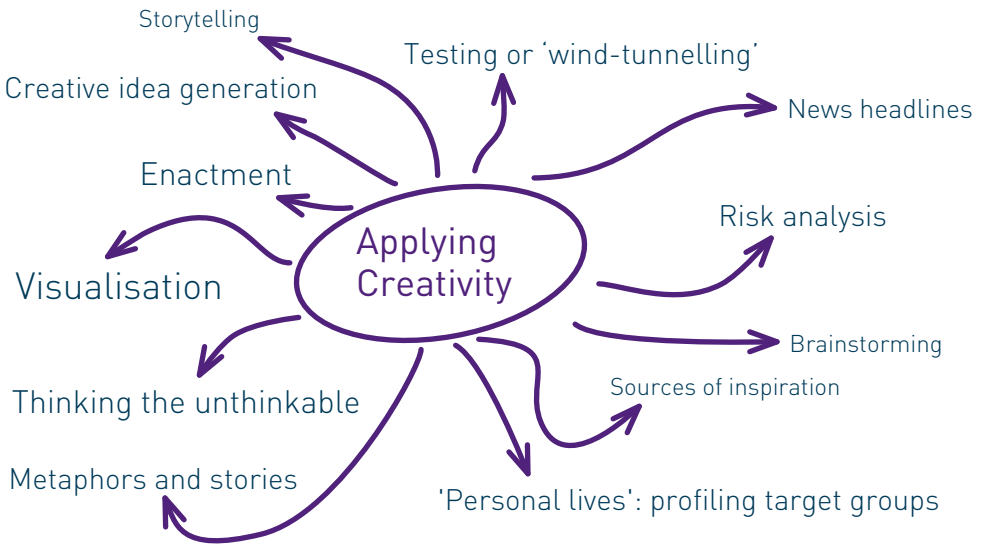 Storytelling
Testing or ‘wind-tunnelling’
Creative idea generation
News headlines
Enactment
Risk analysis
Applying
Creativity
Visualisation
Brainstorming
Sources of inspiration
Thinking the unthinkable
Metaphors and stories
'Personal lives': profiling target groups